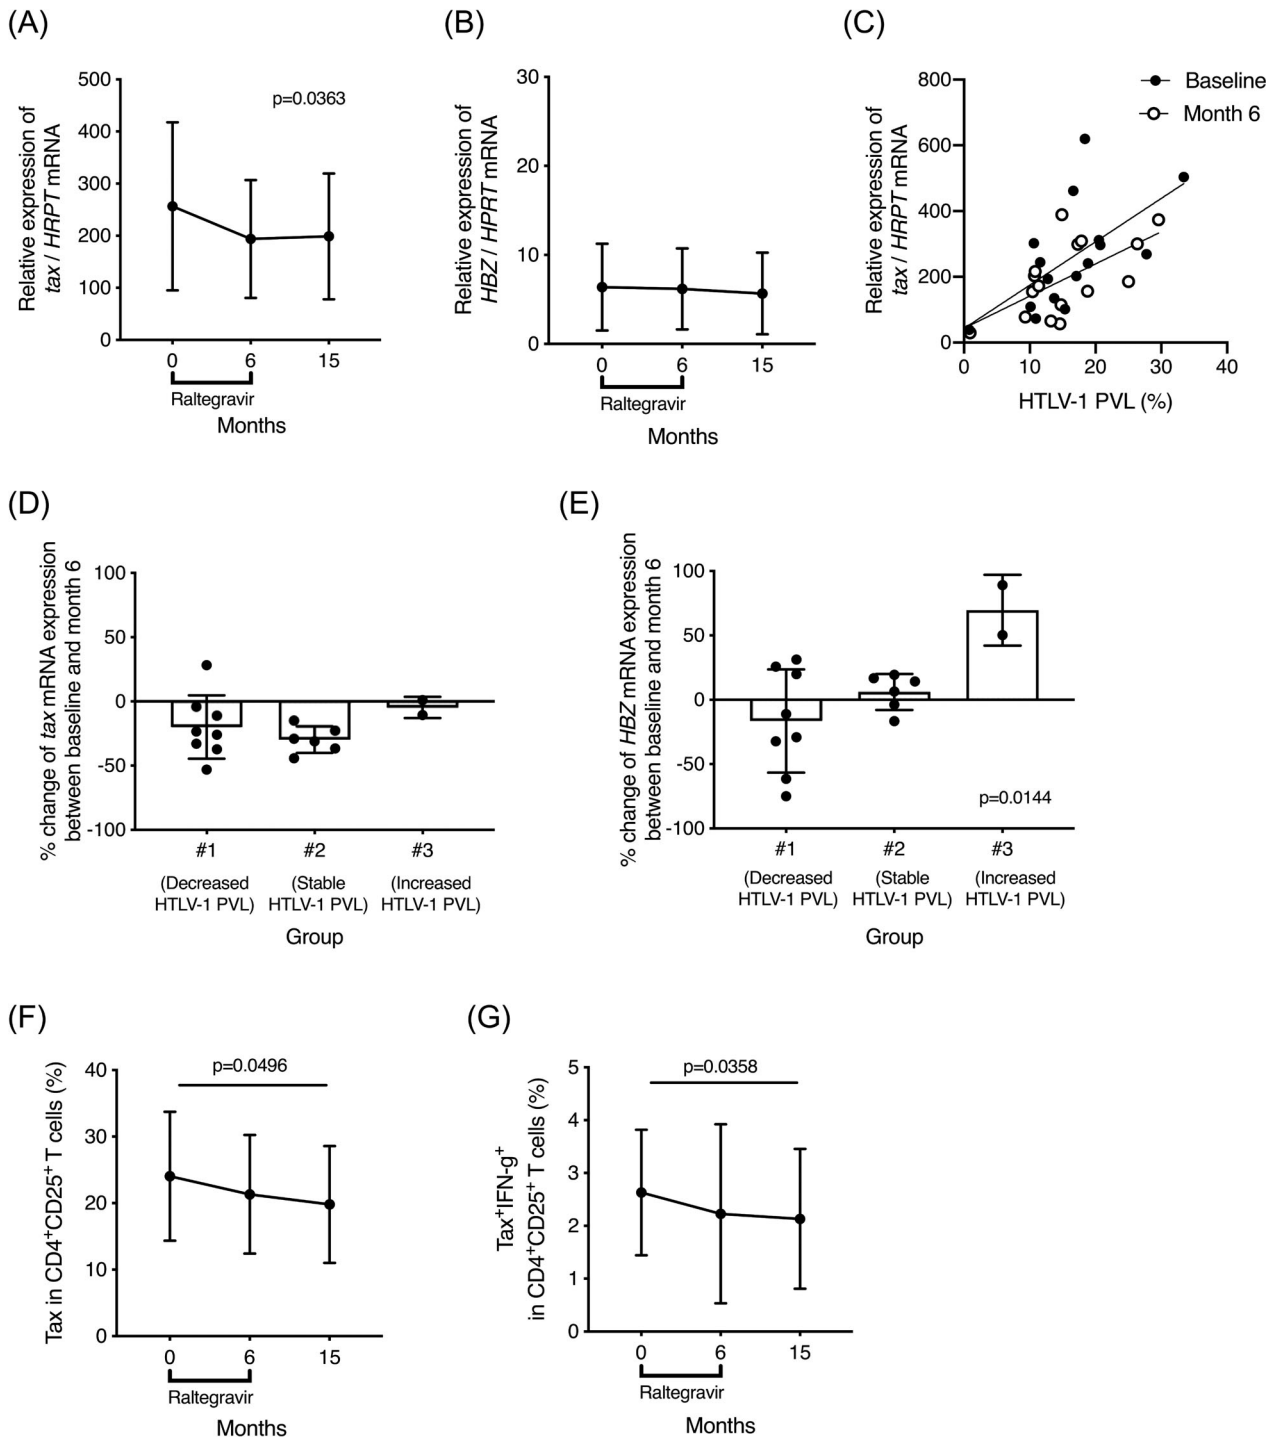 (A)
Relative expression of
tax / HRPT mRNA
500
400
300
200
100
0
p=0.0363
0 6 15
Raltegravir
Months
(B)
Relative expression of
HBZ / HPRT mRNA
30
20
10
0
0 6 15
Raltegravir
Months
(C)
Relative expression of
tax / HRPT mRNA
800
600
400
200
0
Baseline
Month 6
0 10 20 30 40
HTLV-1 PVL (%)
(D)
% change of tax mRNA expression
between baseline and month 6
100
50
0
-50
-100
#1 #2 #3
(Decreased (Stable (Increased
HTLV-1 PVL) HTLV-1 PVL) HTLV-1 PVL)
Group
(E)
% change of HBZ mRNA expression
between baseline and month 6
100
50
0
-50
-100
p=0.0144
#1 #2 #3
(Decreased (Stable (Increased
HTLV-1 PVL) HTLV-1 PVL) HTLV-1 PVL)
Group
(F)
Tax in CD4+CD25+ T cells (%)
40
30
20
10
0
p=0.0496
0 6 15
Raltegravir
Months
(G)
Tax+IFN-g+
in CD4+CD25+ T cells (%)
5
4
3
2
1
0
p=0.0358
0 6 15
Raltegravir
Months